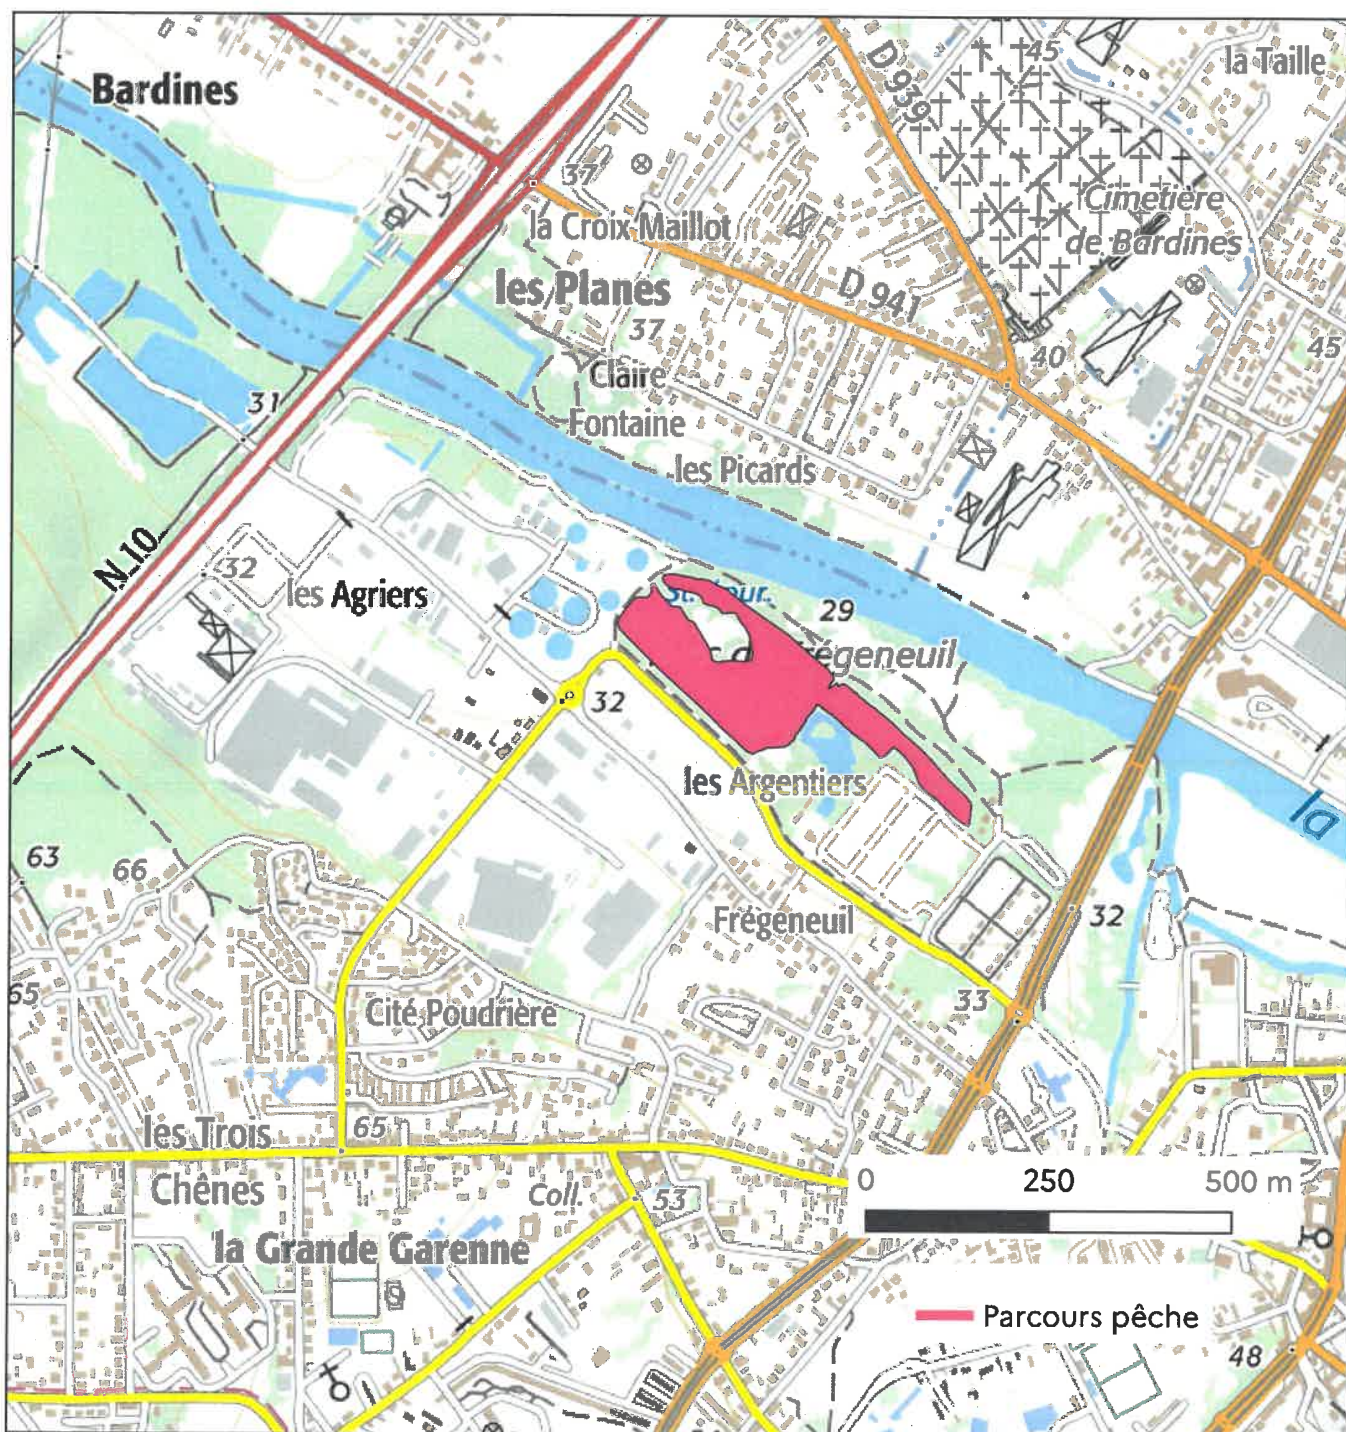 Bardines
D 939
45
la Taille
37
Cimetière
de Bardines
la Croix Maillot
les Planes
D 941
37
40
45
Claire
Fontaine
31
les Picards
N 10
32
les Agriers
29
Frégeneuil
32
les Argentiers
la
63
66
Frégeneuil
32
65
33
Cité Poudrière
les Trois
65
Chênes
Coll.
53
0 250 500 m
la Grande Garenne
Parcours pêche
48